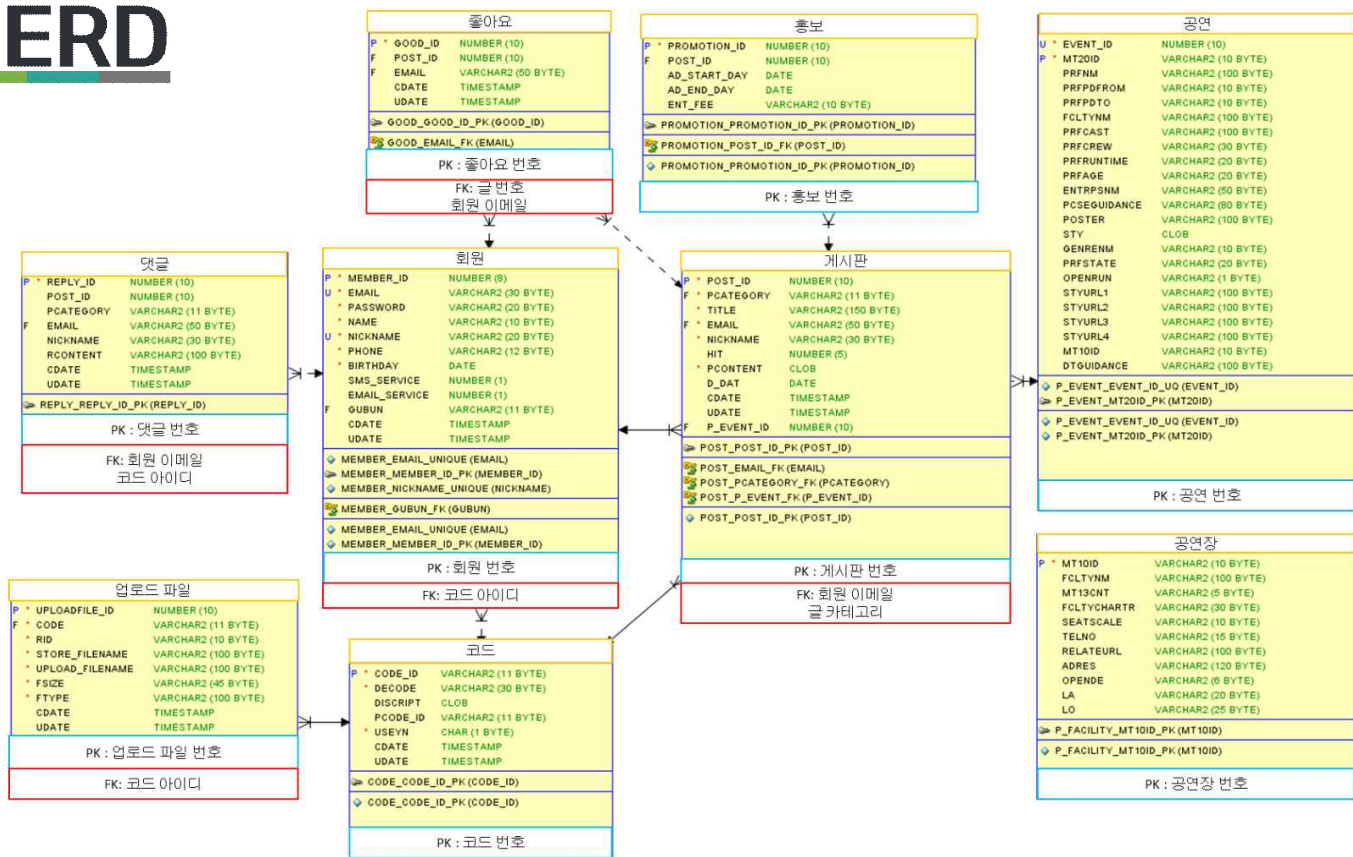 ERD
좋아요
P * GOOD_ID NUMBER (10)
F POST_ID NUMBER (10)
F EMAIL VARCHAR2 (50 BYTE)
CDATE TIMESTAMP
UDATE TIMESTAMP
GOOD_GOOD_ID_PK (GOOD_ID)
GOOD_EMAIL_FK (EMAIL)
PK : 좋아요 번호
FK: 글 번호
회원 이메일
홍보
P * PROMOTION_ID NUMBER (10)
F POST_ID NUMBER (10)
AD_START_DAY DATE
AD_END_DAY DATE
ENT_FEE VARCHAR2 (10 BYTE)
PROMOTION_PROMOTION_ID_PK (PROMOTION_ID)
PROMOTION_POST_ID_FK (POST_ID)
PROMOTION_PROMOTION_ID_PK (PROMOTION_ID)
PK : 홍보 번호
공연
U * EVENT_ID NUMBER (10)
P * MT20ID VARCHAR2 (10 BYTE)
PRFNM VARCHAR2 (100 BYTE)
PRFPDFROM VARCHAR2 (10 BYTE)
PRFPDTO VARCHAR2 (10 BYTE)
FCLTYNM VARCHAR2 (100 BYTE)
PRFCAST VARCHAR2 (100 BYTE)
PRFCREW VARCHAR2 (30 BYTE)
PRFRUNTIME VARCHAR2 (20 BYTE)
PRFAGE VARCHAR2 (20 BYTE)
ENTRPSNM VARCHAR2 (50 BYTE)
PCSEGUIDANCE VARCHAR2 (80 BYTE)
POSTER VARCHAR2 (100 BYTE)
STY CLOB
GENRENM VARCHAR2 (10 BYTE)
PRFSTATE VARCHAR2 (20 BYTE)
OPENRUN VARCHAR2 (1 BYTE)
STYURL1 VARCHAR2 (100 BYTE)
STYURL2 VARCHAR2 (100 BYTE)
STYURL3 VARCHAR2 (100 BYTE)
STYURL4 VARCHAR2 (100 BYTE)
MT10ID VARCHAR2 (10 BYTE)
DTGUIDANCE VARCHAR2 (100 BYTE)
P_EVENT_EVENT_ID_UQ (EVENT_ID)
P_EVENT_MT20ID_PK (MT20ID)
P_EVENT_EVENT_ID_UQ (EVENT_ID)
P_EVENT_MT20ID_PK (MT20ID)
PK : 공연 번호
댓글
P * REPLY_ID NUMBER (10)
POST_ID NUMBER (10)
PCATEGORY VARCHAR2 (11 BYTE)
F EMAIL VARCHAR2 (50 BYTE)
NICKNAME VARCHAR2 (30 BYTE)
RCONTENT VARCHAR2 (100 BYTE)
CDATE TIMESTAMP
UDATE TIMESTAMP
REPLY_REPLY_ID_PK (REPLY_ID)
PK : 댓글 번호
FK: 회원 이메일
코드 아이디
회원
P * MEMBER_ID NUMBER (8)
U * EMAIL VARCHAR2 (30 BYTE)
* PASSWORD VARCHAR2 (20 BYTE)
* NAME VARCHAR2 (10 BYTE)
U * NICKNAME VARCHAR2 (20 BYTE)
* PHONE VARCHAR2 (12 BYTE)
* BIRTHDAY DATE
SMS_SERVICE NUMBER (1)
EMAIL_SERVICE NUMBER (1)
F GUBUN VARCHAR2 (11 BYTE)
CDATE TIMESTAMP
UDATE TIMESTAMP
MEMBER_EMAIL_UNIQUE (EMAIL)
MEMBER_MEMBER_ID_PK (MEMBER_ID)
MEMBER_NICKNAME_UNIQUE (NICKNAME)
MEMBER_GUBUN_FK (GUBUN)
MEMBER_EMAIL_UNIQUE (EMAIL)
MEMBER_MEMBER_ID_PK (MEMBER_ID)
PK : 회원 번호
FK: 코드 아이디
게시판
P * POST_ID NUMBER (10)
F * PCATEGORY VARCHAR2 (11 BYTE)
* TITLE VARCHAR2 (150 BYTE)
F * EMAIL VARCHAR2 (50 BYTE)
* NICKNAME VARCHAR2 (30 BYTE)
HIT NUMBER (5)
* PCONTENT CLOB
D_DAT DATE
CDATE TIMESTAMP
UDATE TIMESTAMP
F P_EVENT_ID NUMBER (10)
POST_POST_ID_PK (POST_ID)
POST_EMAIL_FK (EMAIL)
POST_PCATEGORY_FK (PCATEGORY)
POST_P_EVENT_FK (P_EVENT_ID)
POST_POST_ID_PK (POST_ID)
PK : 게시판 번호
FK: 회원 이메일
글 카테고리
공연장
P * MT10ID VARCHAR2 (10 BYTE)
FCLTYNM VARCHAR2 (100 BYTE)
MT13CNT VARCHAR2 (5 BYTE)
FCLTYCHARTR VARCHAR2 (30 BYTE)
SEATSCALE VARCHAR2 (10 BYTE)
TELNO VARCHAR2 (15 BYTE)
RELATEURL VARCHAR2 (100 BYTE)
ADRES VARCHAR2 (120 BYTE)
OPENDE VARCHAR2 (6 BYTE)
LA VARCHAR2 (20 BYTE)
LO VARCHAR2 (25 BYTE)
P_FACILITY_MT10ID_PK (MT10ID)
P_FACILITY_MT10ID_PK (MT10ID)
PK : 공연장 번호
업로드 파일
P * UPLOADFILE_ID NUMBER (10)
F * CODE VARCHAR2 (11 BYTE)
* RID VARCHAR2 (10 BYTE)
* STORE_FILENAME VARCHAR2 (100 BYTE)
* UPLOAD_FILENAME VARCHAR2 (100 BYTE)
* FSIZE VARCHAR2 (45 BYTE)
* FTYPE VARCHAR2 (100 BYTE)
CDATE TIMESTAMP
UDATE TIMESTAMP
PK : 업로드 파일 번호
FK: 코드 아이디
코드
P * CODE_ID VARCHAR2 (11 BYTE)
* DECODE VARCHAR2 (30 BYTE)
DISCRIPT CLOB
PCODE_ID VARCHAR2 (11 BYTE)
* USEYN CHAR (1 BYTE)
CDATE TIMESTAMP
UDATE TIMESTAMP
CODE_CODE_ID_PK (CODE_ID)
CODE_CODE_ID_PK (CODE_ID)
PK : 코드 번호